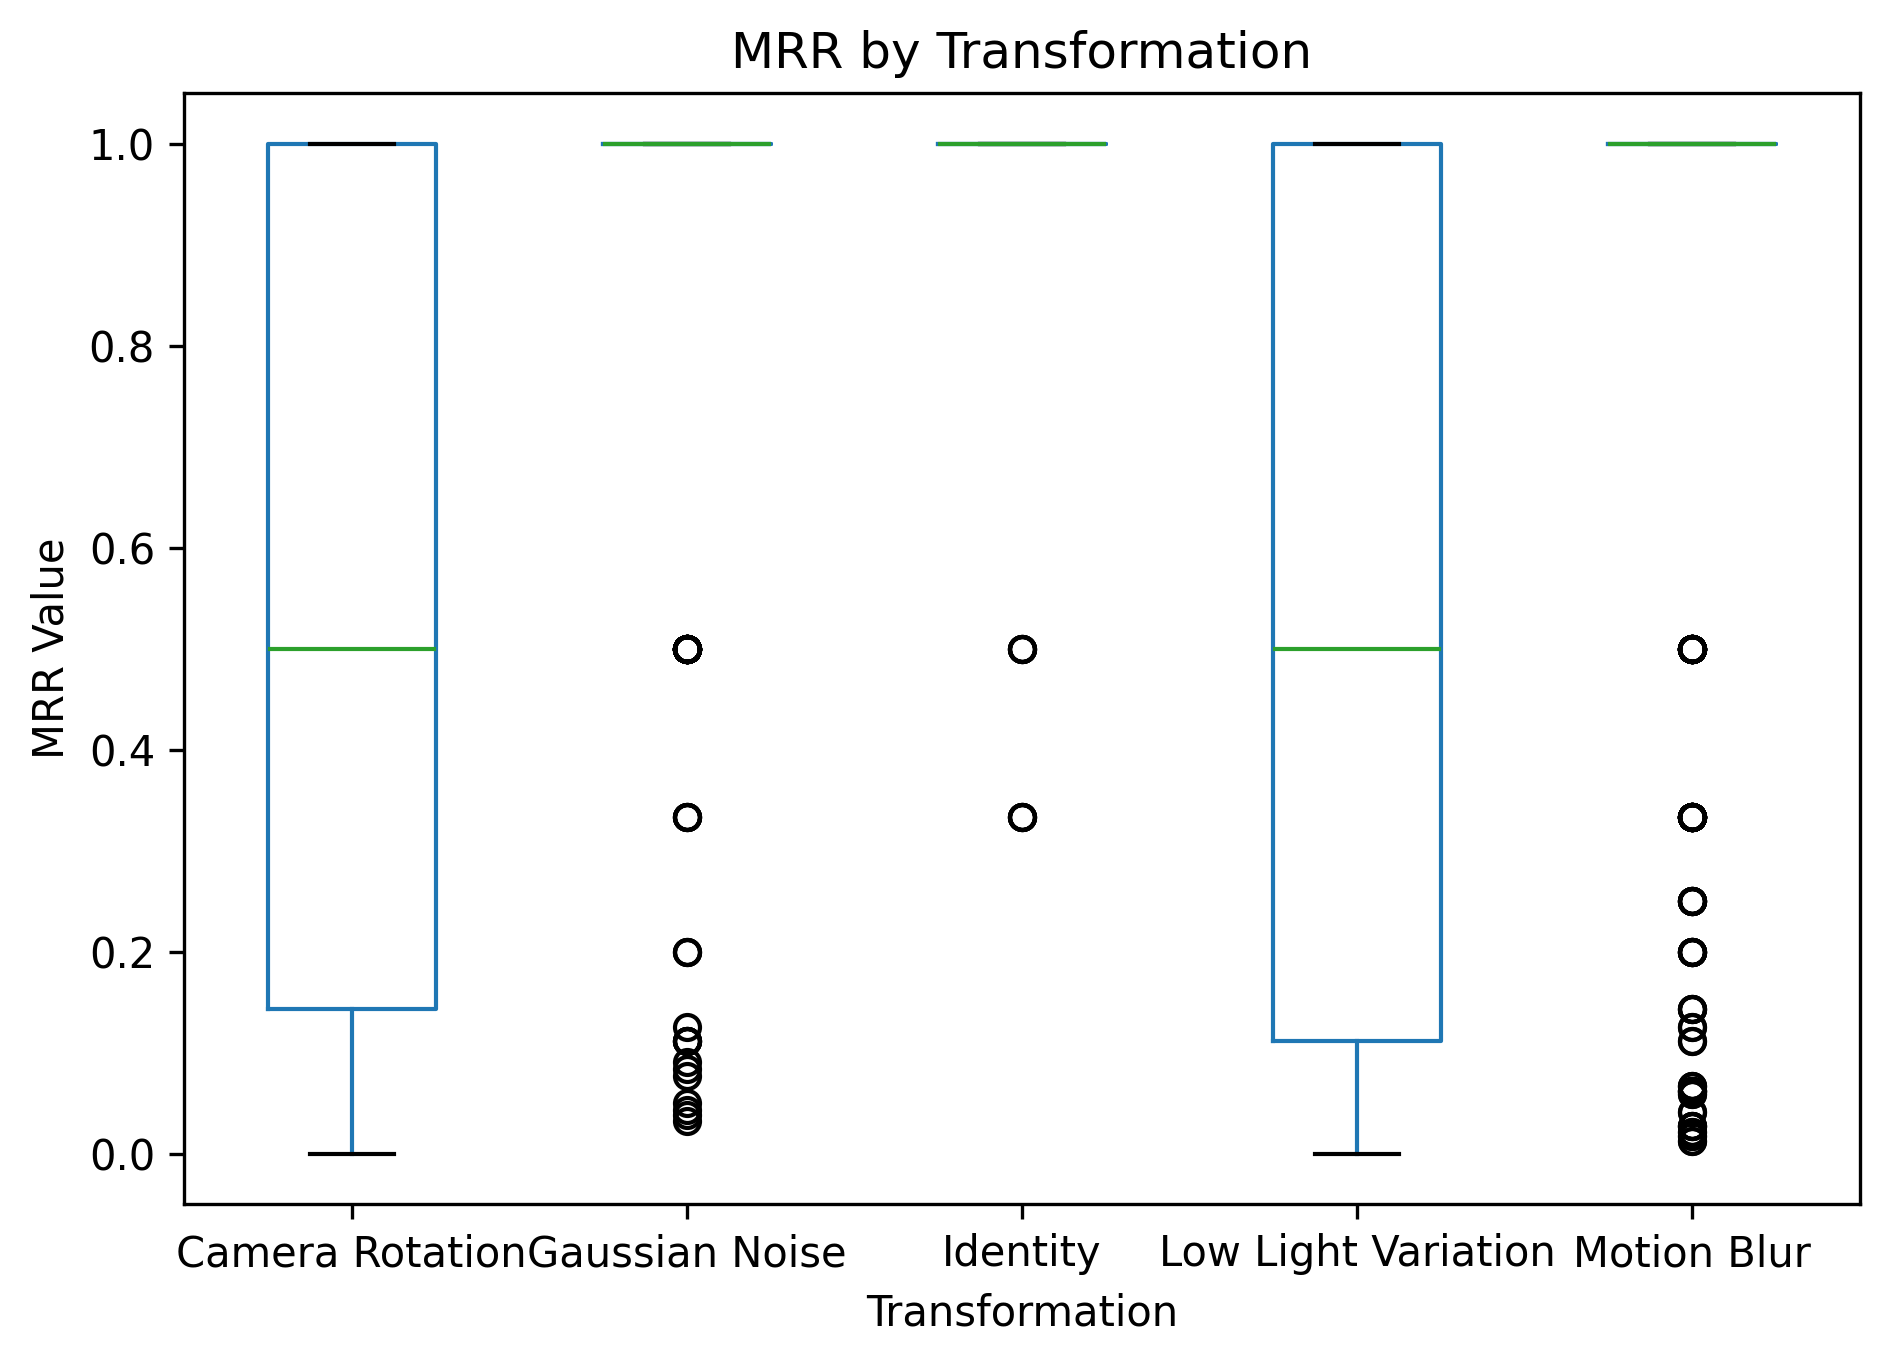 MRR by Transformation
MRR Value
1.0
0.8
0.6
0.4
0.2
0.0
Camera Rotation
Gaussian Noise
Identity
Low Light Variation
Motion Blur
Transformation